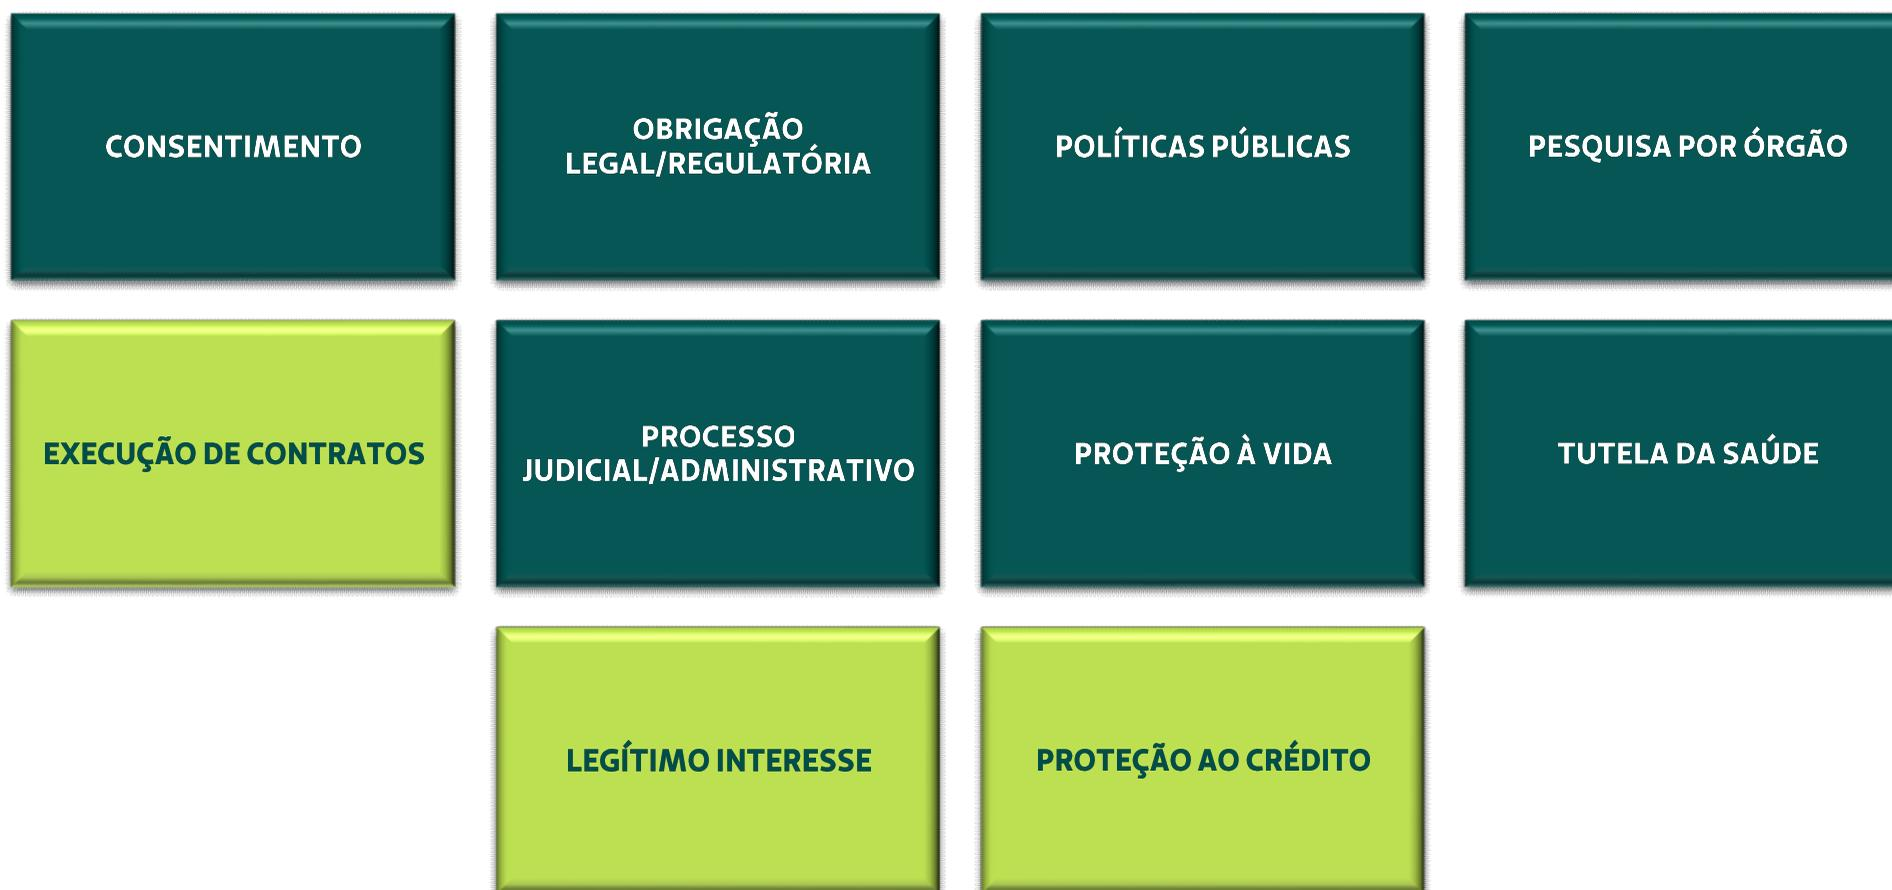 CONSENTIMENTO
OBRIGAÇÃO
LEGAL/REGULATÓRIA
POLÍTICAS PÚBLICAS
PESQUISA POR ÓRGÃO
EXECUÇÃO DE CONTRATOS
PROCESSO
JUDICIAL/ADMINISTRATIVO
PROTEÇÃO À VIDA
TUTELA DA SAÚDE
LEGÍTIMO INTERESSE
PROTEÇÃO AO CRÉDITO